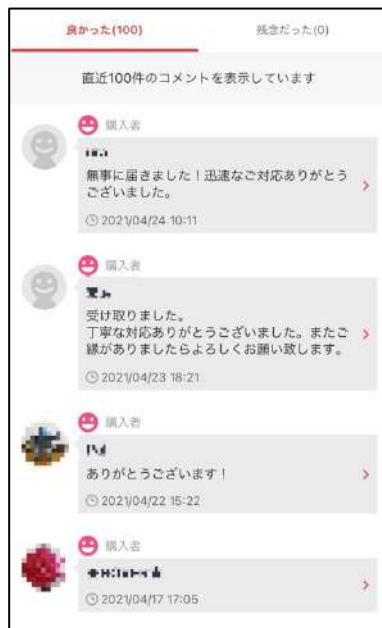 良かった(100)
残念だった(0)
直近100件のコメントを表示しています
購入者
無事に届きました！迅速なご対応ありがとう
ございました。
2021/04/24 10:11
購入者
受け取りました。
丁寧な対応ありがとうございました。またご
縁がありましたらよろしくお願い致します。
2021/04/23 18:21
購入者
ありがとうございます！
2021/04/22 15:22
購入者
2021/04/17 17:05